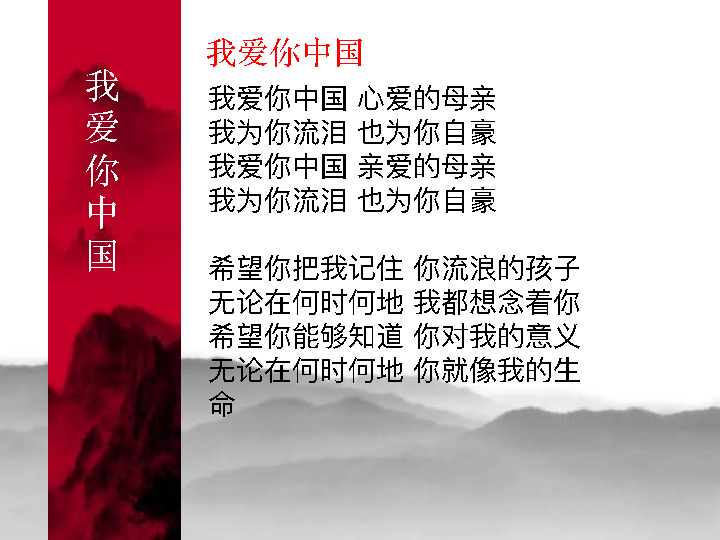 我爱你中国
我爱你中国
我爱你中国 心爱的母亲
我为你流泪 也为你自豪
我爱你中国 亲爱的母亲
我为你流泪 也为你自豪
希望你把我记住 你流浪的孩子
无论在何时何地 我都想念着你
希望你能够知道 你对我的意义
无论在何时何地 你就像我的生
命